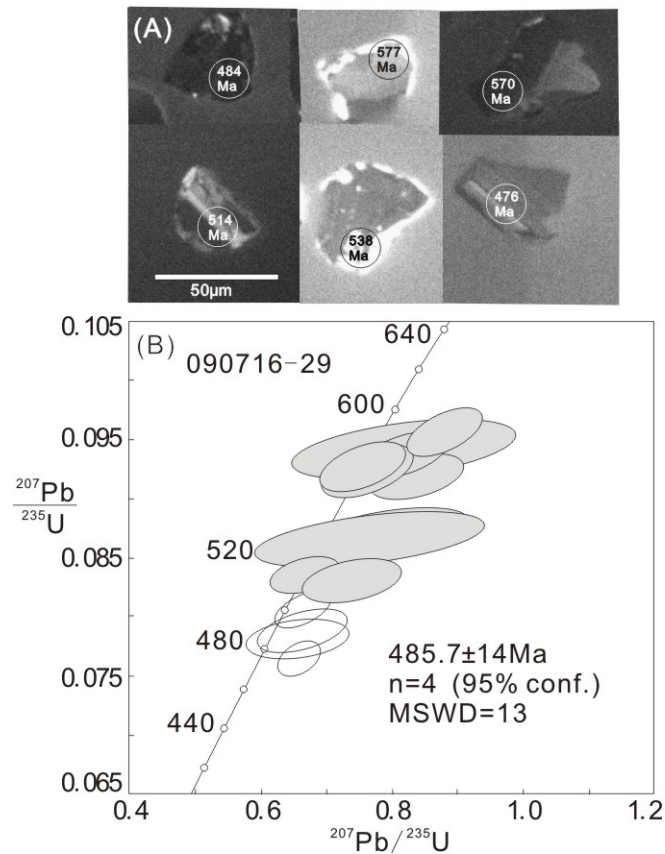 (A)
484
Ma
577
Ma
570
Ma
514
Ma
538
Ma
476
Ma
50μm
0.105
(B)
640
090716-29
600
0.095
207Pb
235U
520
0.085
480
485.7±14Ma
n=4 (95% conf.)
MSWD=13
0.075
440
0.065
0.4
0.6
0.8
1.0
1.2
207Pb/235U